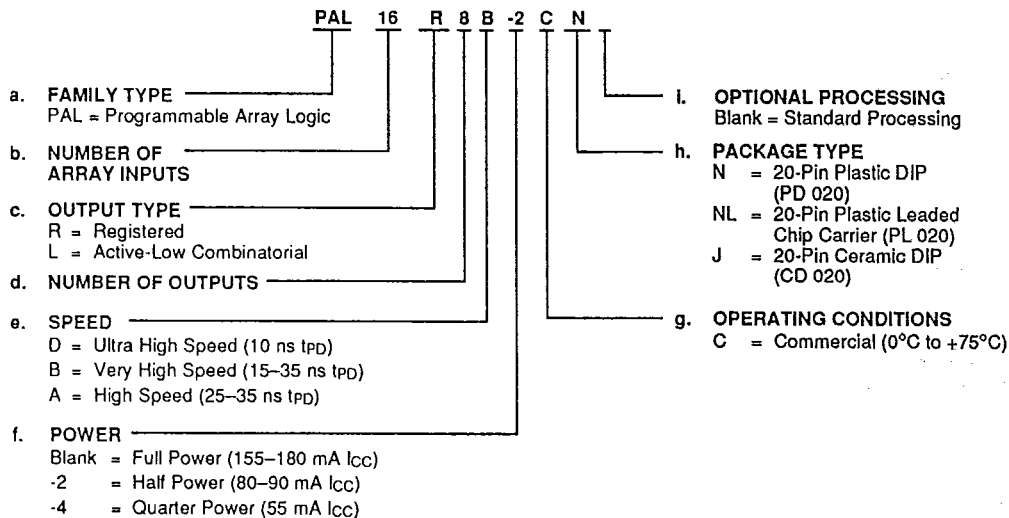 PAL 16 R 8 B -2 C N
a. FAMILY TYPE
PAL = Programmable Array Logic
b. NUMBER OF
ARRAY INPUTS
c. OUTPUT TYPE
R = Registered
L = Active-Low Combinatorial
d. NUMBER OF OUTPUTS
e. SPEED
D = Ultra High Speed (10 ns tPD)
B = Very High Speed (15–35 ns tPD)
A = High Speed (25–35 ns tPD)
f. POWER
Blank = Full Power (155–180 mA ICC)
-2 = Half Power (80–90 mA ICC)
-4 = Quarter Power (55 mA ICC)
i. OPTIONAL PROCESSING
Blank = Standard Processing
h. PACKAGE TYPE
N = 20-Pin Plastic DIP
(PD 020)
NL = 20-Pin Plastic Leaded
Chip Carrier (PL 020)
J = 20-Pin Ceramic DIP
(CD 020)
g. OPERATING CONDITIONS
C = Commercial (0°C to +75°C)